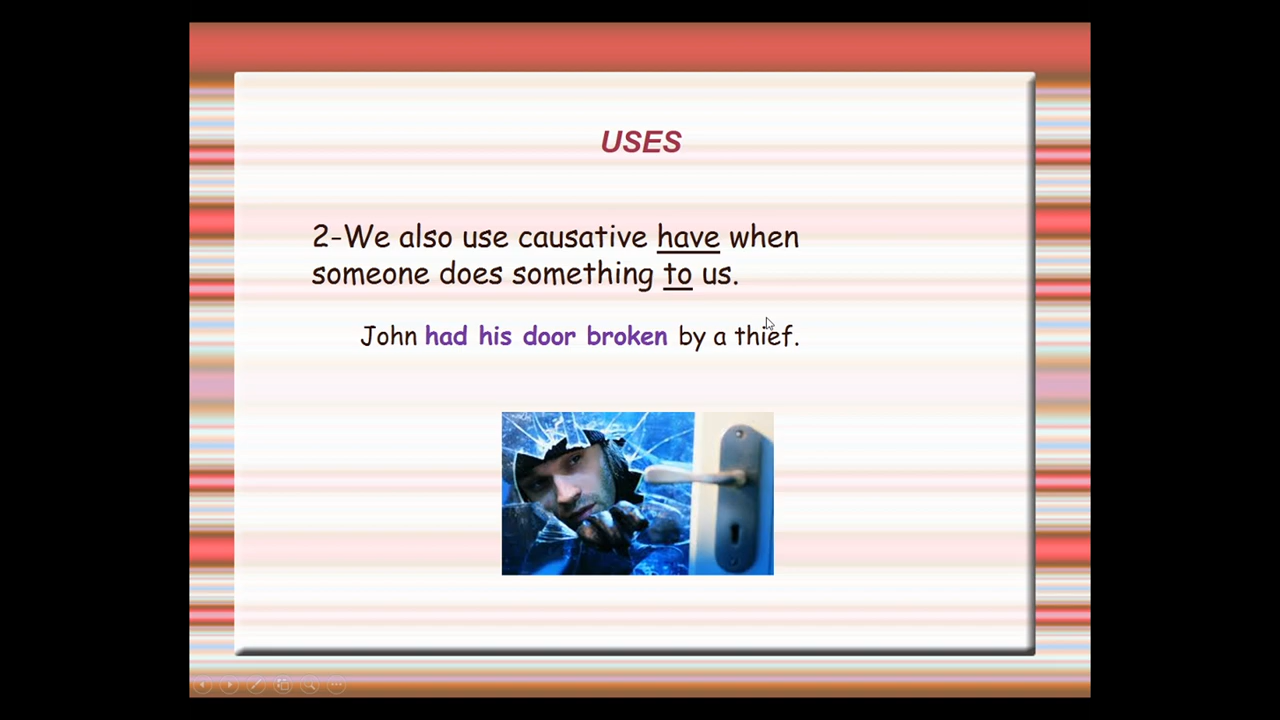 USES
2-We also use causative have when
someone does something to us.
John had his door broken by a thief.